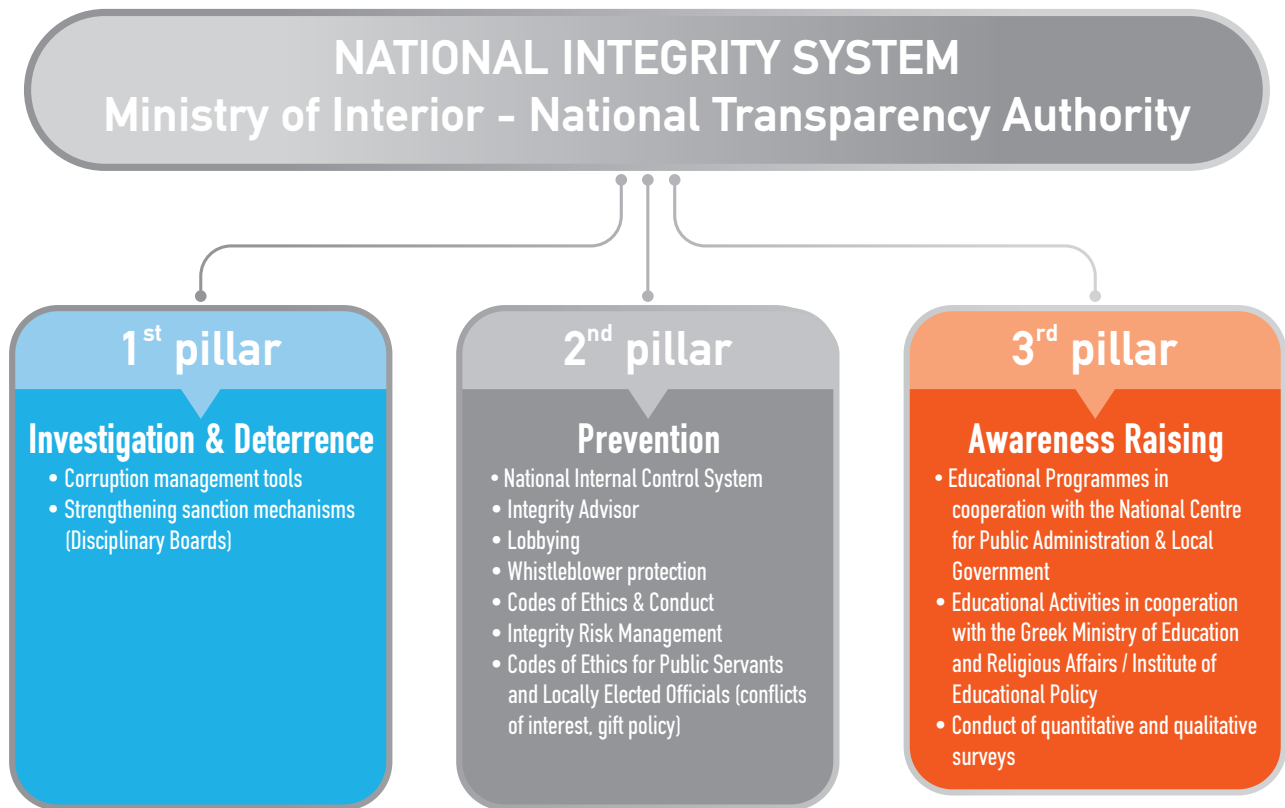 NATIONAL INTEGRITY SYSTEM
Ministry of Interior - National Transparency Authority
1st pillar
Investigation & Deterrence
• Corruption management tools
• Strengthening sanction mechanisms
(Disciplinary Boards)
2nd pillar
Prevention
• National Internal Control System
• Integrity Advisor
• Lobbying
• Whistleblower protection
• Codes of Ethics & Conduct
• Integrity Risk Management
• Codes of Ethics for Public Servants
and Locally Elected Officials (conflicts
of interest, gift policy)
3rd pillar
Awareness Raising
• Educational Programmes in
cooperation with the National Centre
for Public Administration & Local
Government
• Educational Activities in cooperation
with the Greek Ministry of Education
and Religious Affairs / Institute of
Educational Policy
• Conduct of quantitative and qualitative
surveys